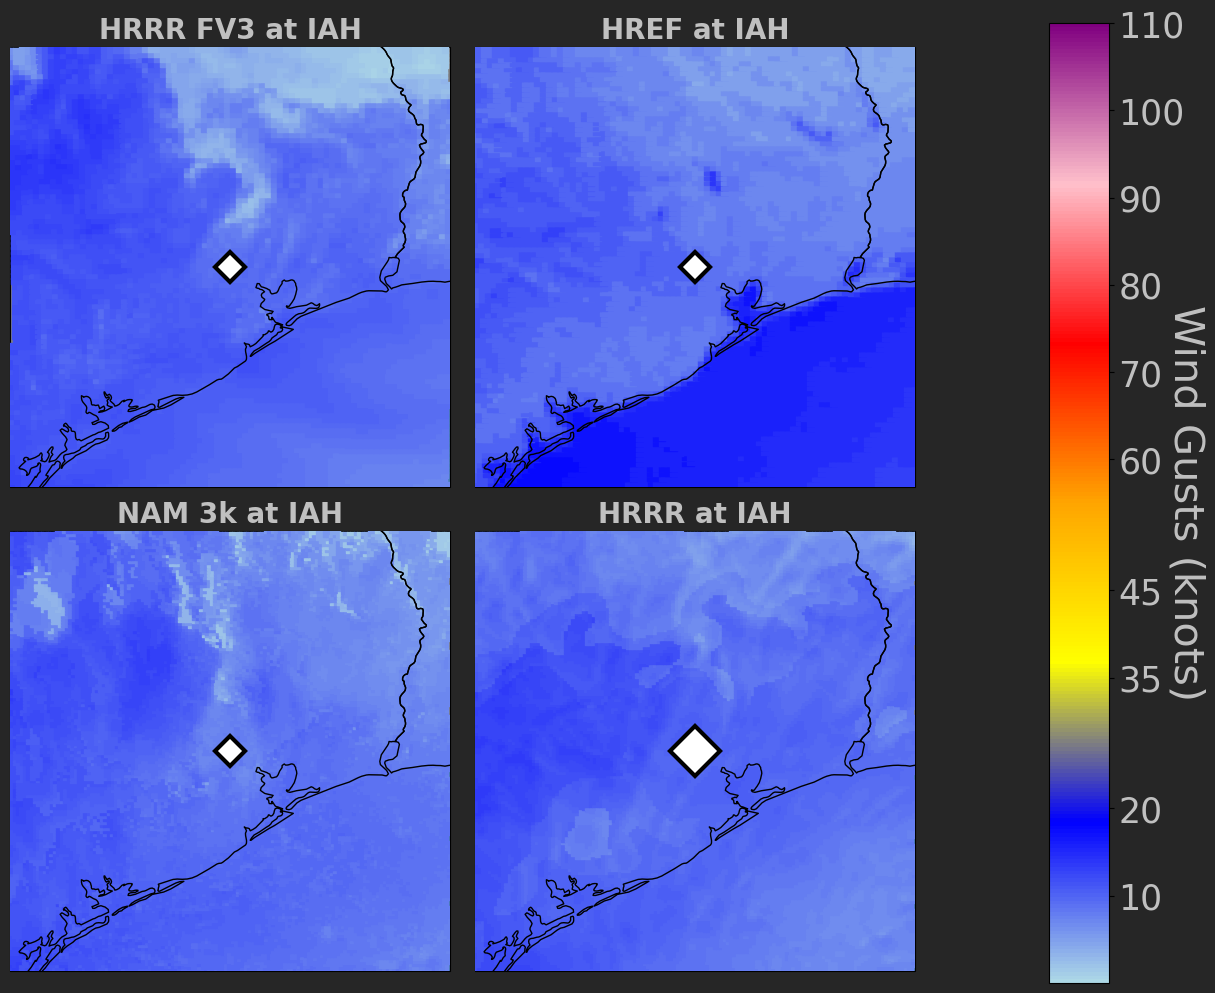 HRRR FV3 at IAH
HREF at IAH
NAM 3k at IAH
HRRR at IAH
110
100
90
80
70
60
45
35
20
10
Wind Gusts (knots)